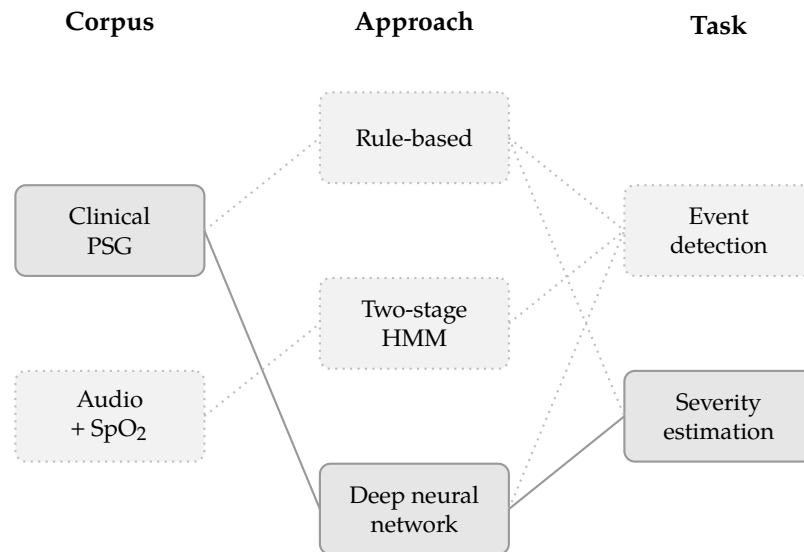 Corpus
Approach
Task
Rule-based
Clinical
PSG
Event
detection
Two-stage
HMM
Audio
+ SpO₂
Severity
estimation
Deep neural
network